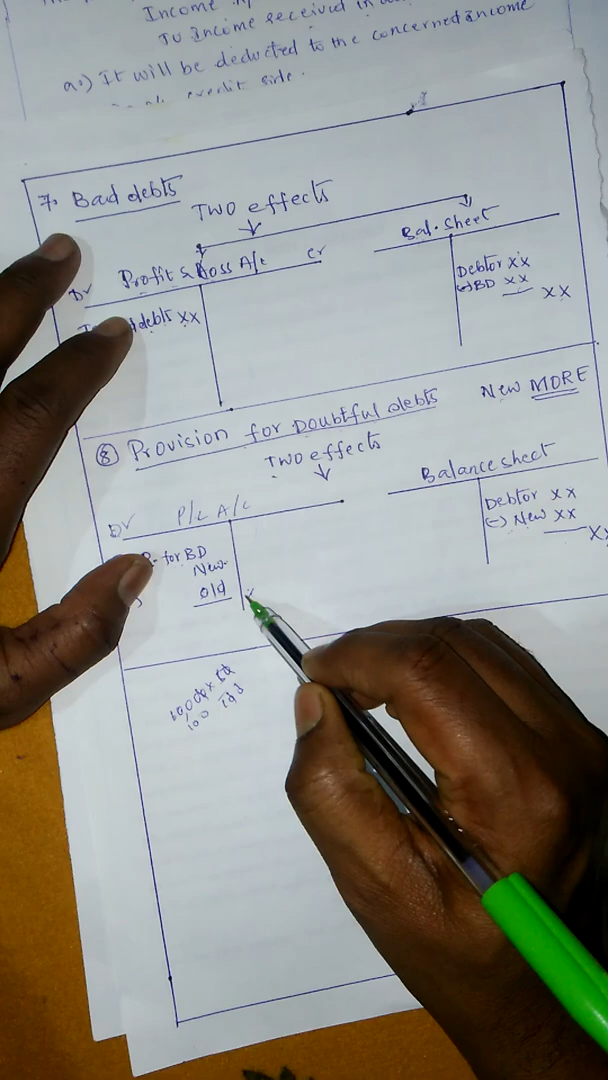 Income
Income received in
a.) It will be deducted to the concerned income
credit side.
7. Bad debts
TWO effects
Profit & Loss A/c
Cr
Dr
debts XX
Bal. Sheet
Debtor XX
(-) BD XX
XX
8 Provision for Doubtful debts
New MORE
TWO effects
Dr P/L A/c
for BD
New
old
Balance sheet
Debtor XX
(-) New XX
XX
100